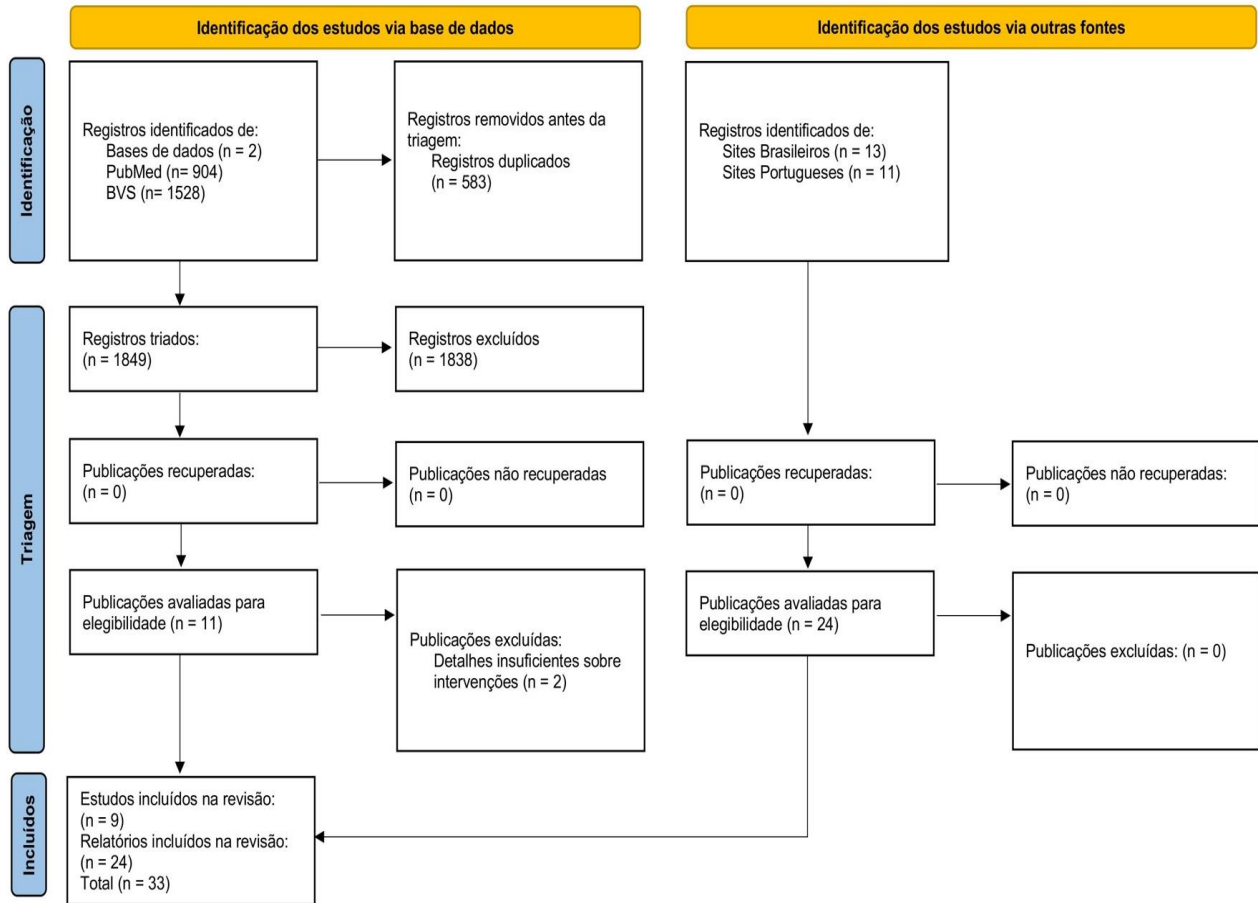 Identificação dos estudos via base de dados
Identificação dos estudos via outras fontes
Identificação
Registros identificados de:
Bases de dados (n = 2)
PubMed (n= 904)
BVS (n= 1528)
Registros removidos antes da
triagem:
Registros duplicados
(n = 583)
Registros identificados de:
Sites Brasileiros (n = 13)
Sites Portugueses (n = 11)
Triagem
Registros triados:
(n = 1849)
Registros excluídos
(n = 1838)
Publicações recuperadas:
(n = 0)
Publicações não recuperadas
(n = 0)
Publicações recuperadas:
(n = 0)
Publicações não recuperadas:
(n = 0)
Publicações avaliadas para
elegibilidade (n = 11)
Publicações excluídas:
Detalhes insuficientes sobre
intervenções (n = 2)
Publicações avaliadas para
elegibilidade (n = 24)
Publicações excluídas: (n = 0)
Incluídos
Estudos incluídos na revisão:
(n = 9)
Relatórios incluídos na revisão:
(n = 24)
Total (n = 33)